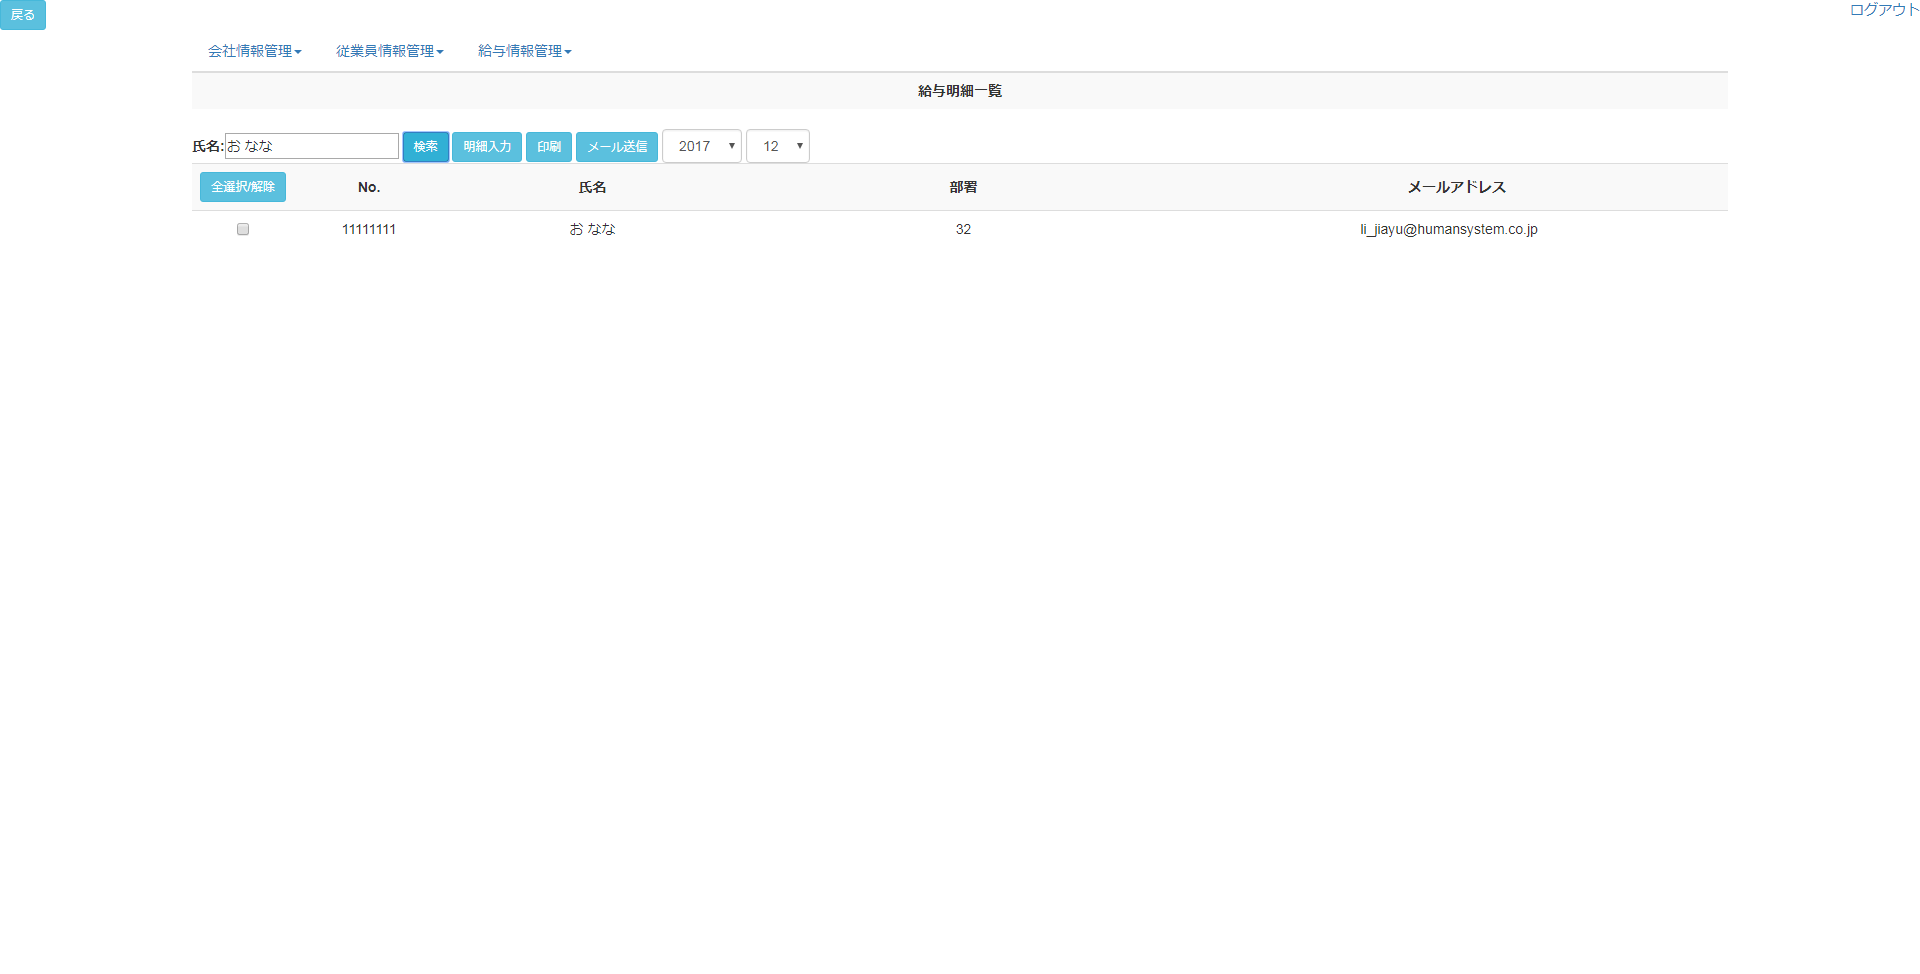 戻る ログアウト
会社情報管理 従業員情報管理 給与情報管理
給与明細一覧
氏名:お なな 検索 明細入力 印刷 メール送信 2017 12
全選択/解除 No. 氏名 部署 メールアドレス
11111111 お なな 32 li_jiayu@humansystem.co.jp